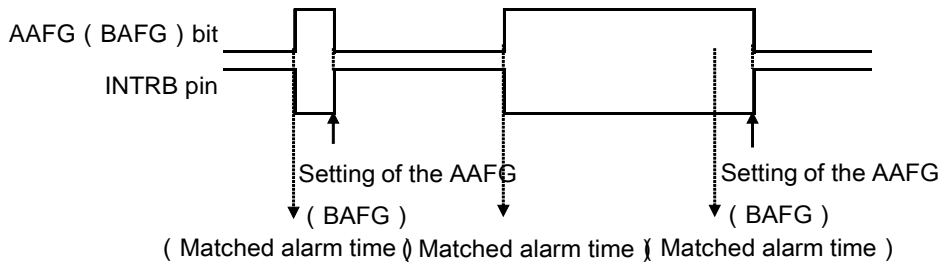 AAFG ( BAFG ) bit
INTRB pin
Setting of the AAFG
( BAFG )
Setting of the AAFG
( BAFG )
( Matched alarm time )
( Matched alarm time )
( Matched alarm time )